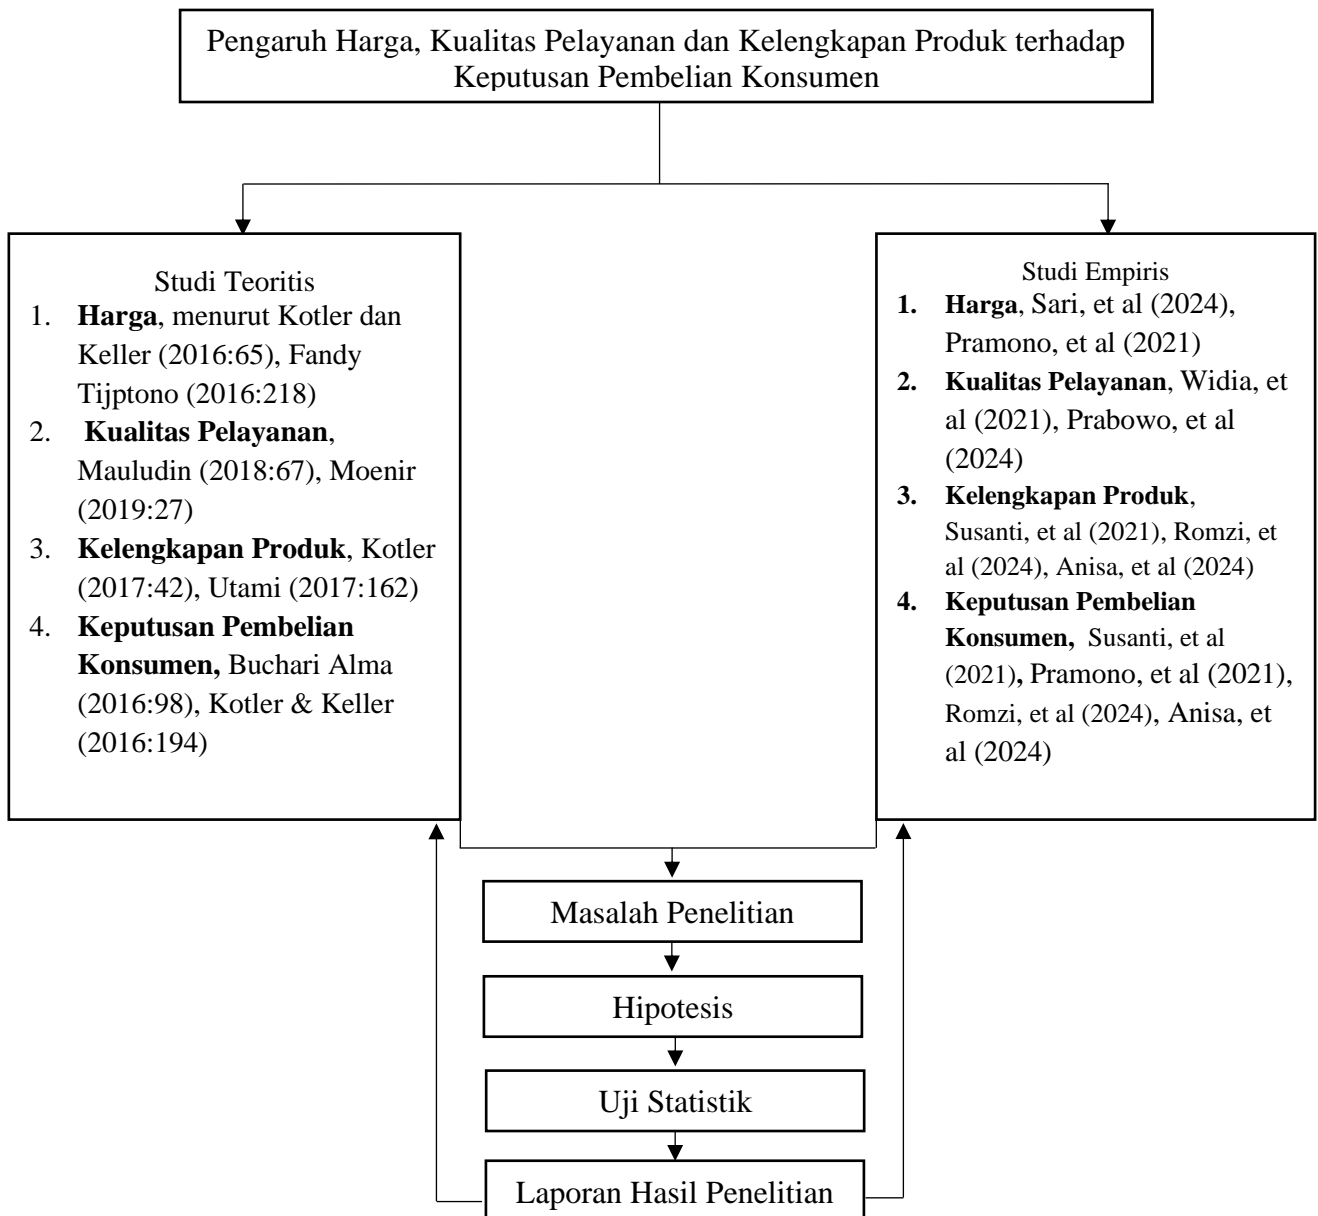 Pengaruh Harga, Kualitas Pelayanan dan Kelengkapan Produk terhadap
Keputusan Pembelian Konsumen
Studi Teoritis
1. Harga, menurut Kotler dan
Keller (2016:65), Fandy
Tijptono (2016:218)
2. Kualitas Pelayanan,
Mauludin (2018:67), Moenir
(2019:27)
3. Kelengkapan Produk, Kotler
(2017:42), Utami (2017:162)
4. Keputusan Pembelian
Konsumen, Buchari Alma
(2016:98), Kotler & Keller
(2016:194)
Studi Empiris
1. Harga, Sari, et al (2024),
Pramono, et al (2021)
2. Kualitas Pelayanan, Widia, et
al (2021), Prabowo, et al
(2024)
3. Kelengkapan Produk,
Susanti, et al (2021), Romzi, et
al (2024), Anisa, et al (2024)
4. Keputusan Pembelian
Konsumen, Susanti, et al
(2021), Pramono, et al (2021),
Romzi, et al (2024), Anisa, et
al (2024)
Masalah Penelitian
Hipotesis
Uji Statistik
Laporan Hasil Penelitian